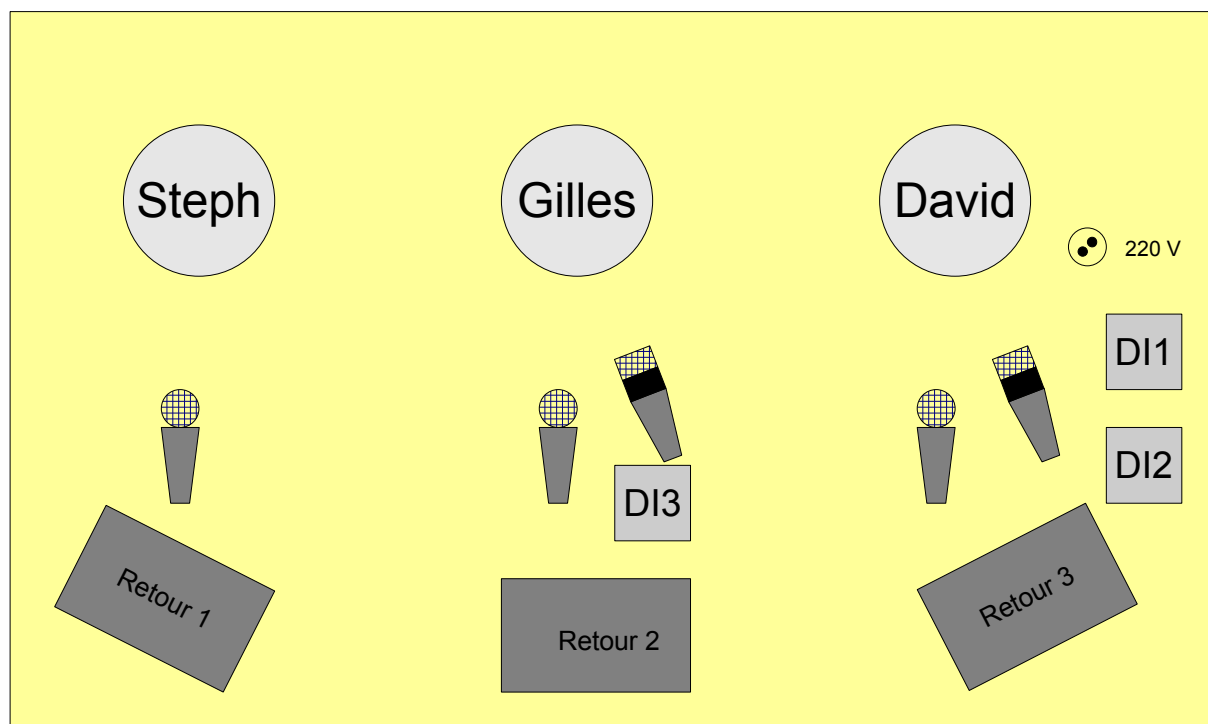 Steph
Gilles
David
220 V
DI1
DI2
DI3
Retour 1
Retour 2
Retour 3